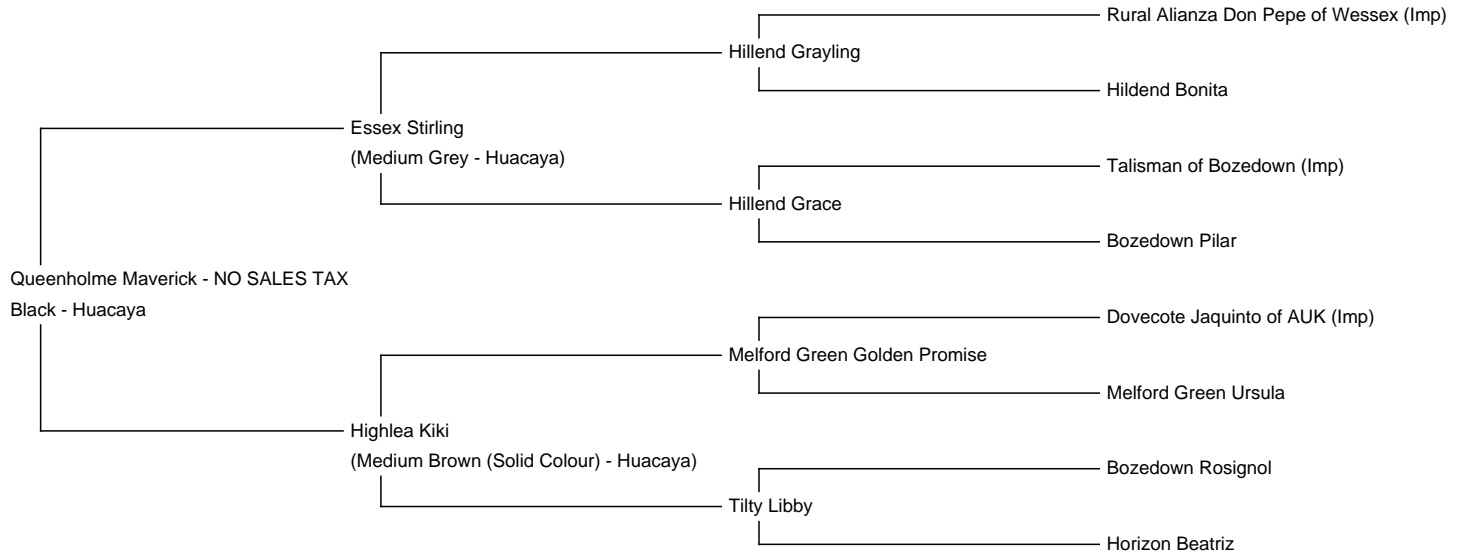 Rural Alianza Don Pepe of Wessex (Imp)
Hillend Grayling
Hildend Bonita
Essex Stirling
(Medium Grey - Huacaya)
Talisman of Bozedown (Imp)
Hillend Grace
Bozedown Pilar
Queenholme Maverick - NO SALES TAX
Black - Huacaya
Dovecote Jaquinto of AUK (Imp)
Melford Green Golden Promise
Melford Green Ursula
Highlea Kiki
(Medium Brown (Solid Colour) - Huacaya)
Bozedown Rosignol
Tilty Libby
Horizon Beatriz